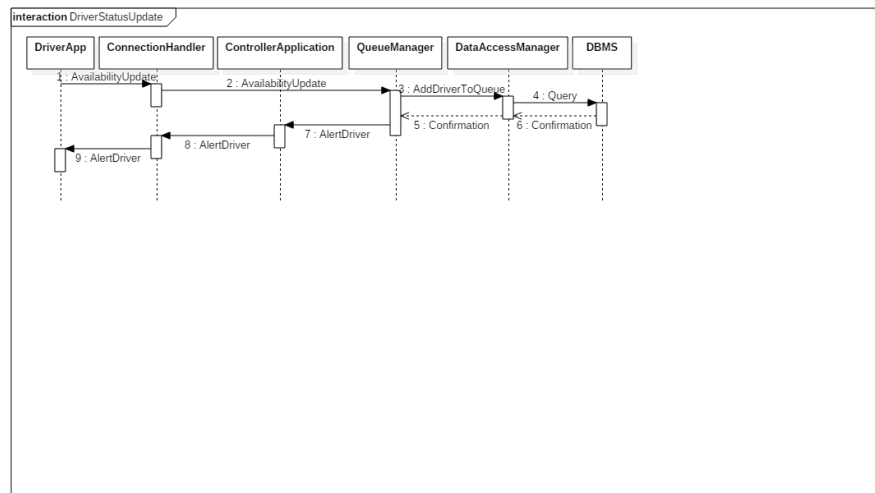 interaction DriverStatusUpdate
DriverApp ConnectionHandler ControllerApplication QueueManager DataAccessManager DBMS
1 : AvailabilityUpdate
2 : AvailabilityUpdate
3 : AddDriverToQueue
4 : Query
5 : Confirmation
6 : Confirmation
7 : AlertDriver
8 : AlertDriver
9 : AlertDriver